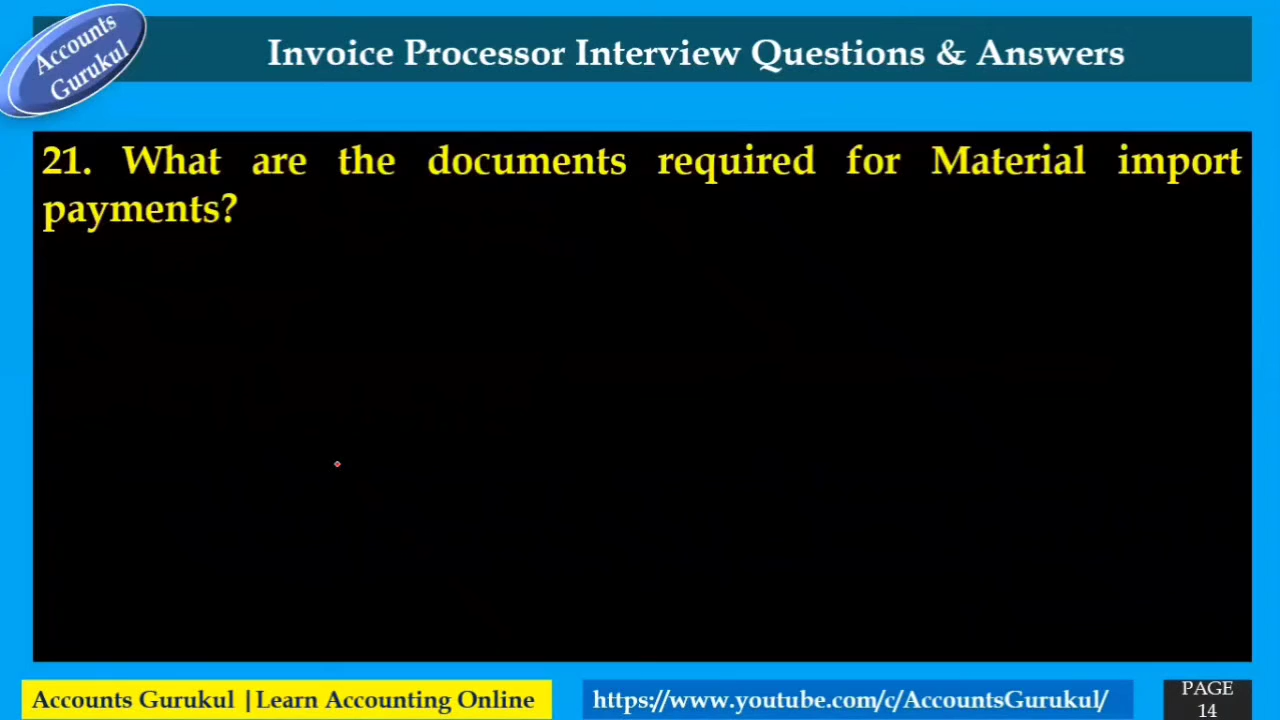 Accounts
Gurukul
Invoice Processor Interview Questions & Answers
21. What are the documents required for Material import
payments?
Accounts Gurukul |Learn Accounting Online
https://www.youtube.com/c/AccountsGurukul/
PAGE
14